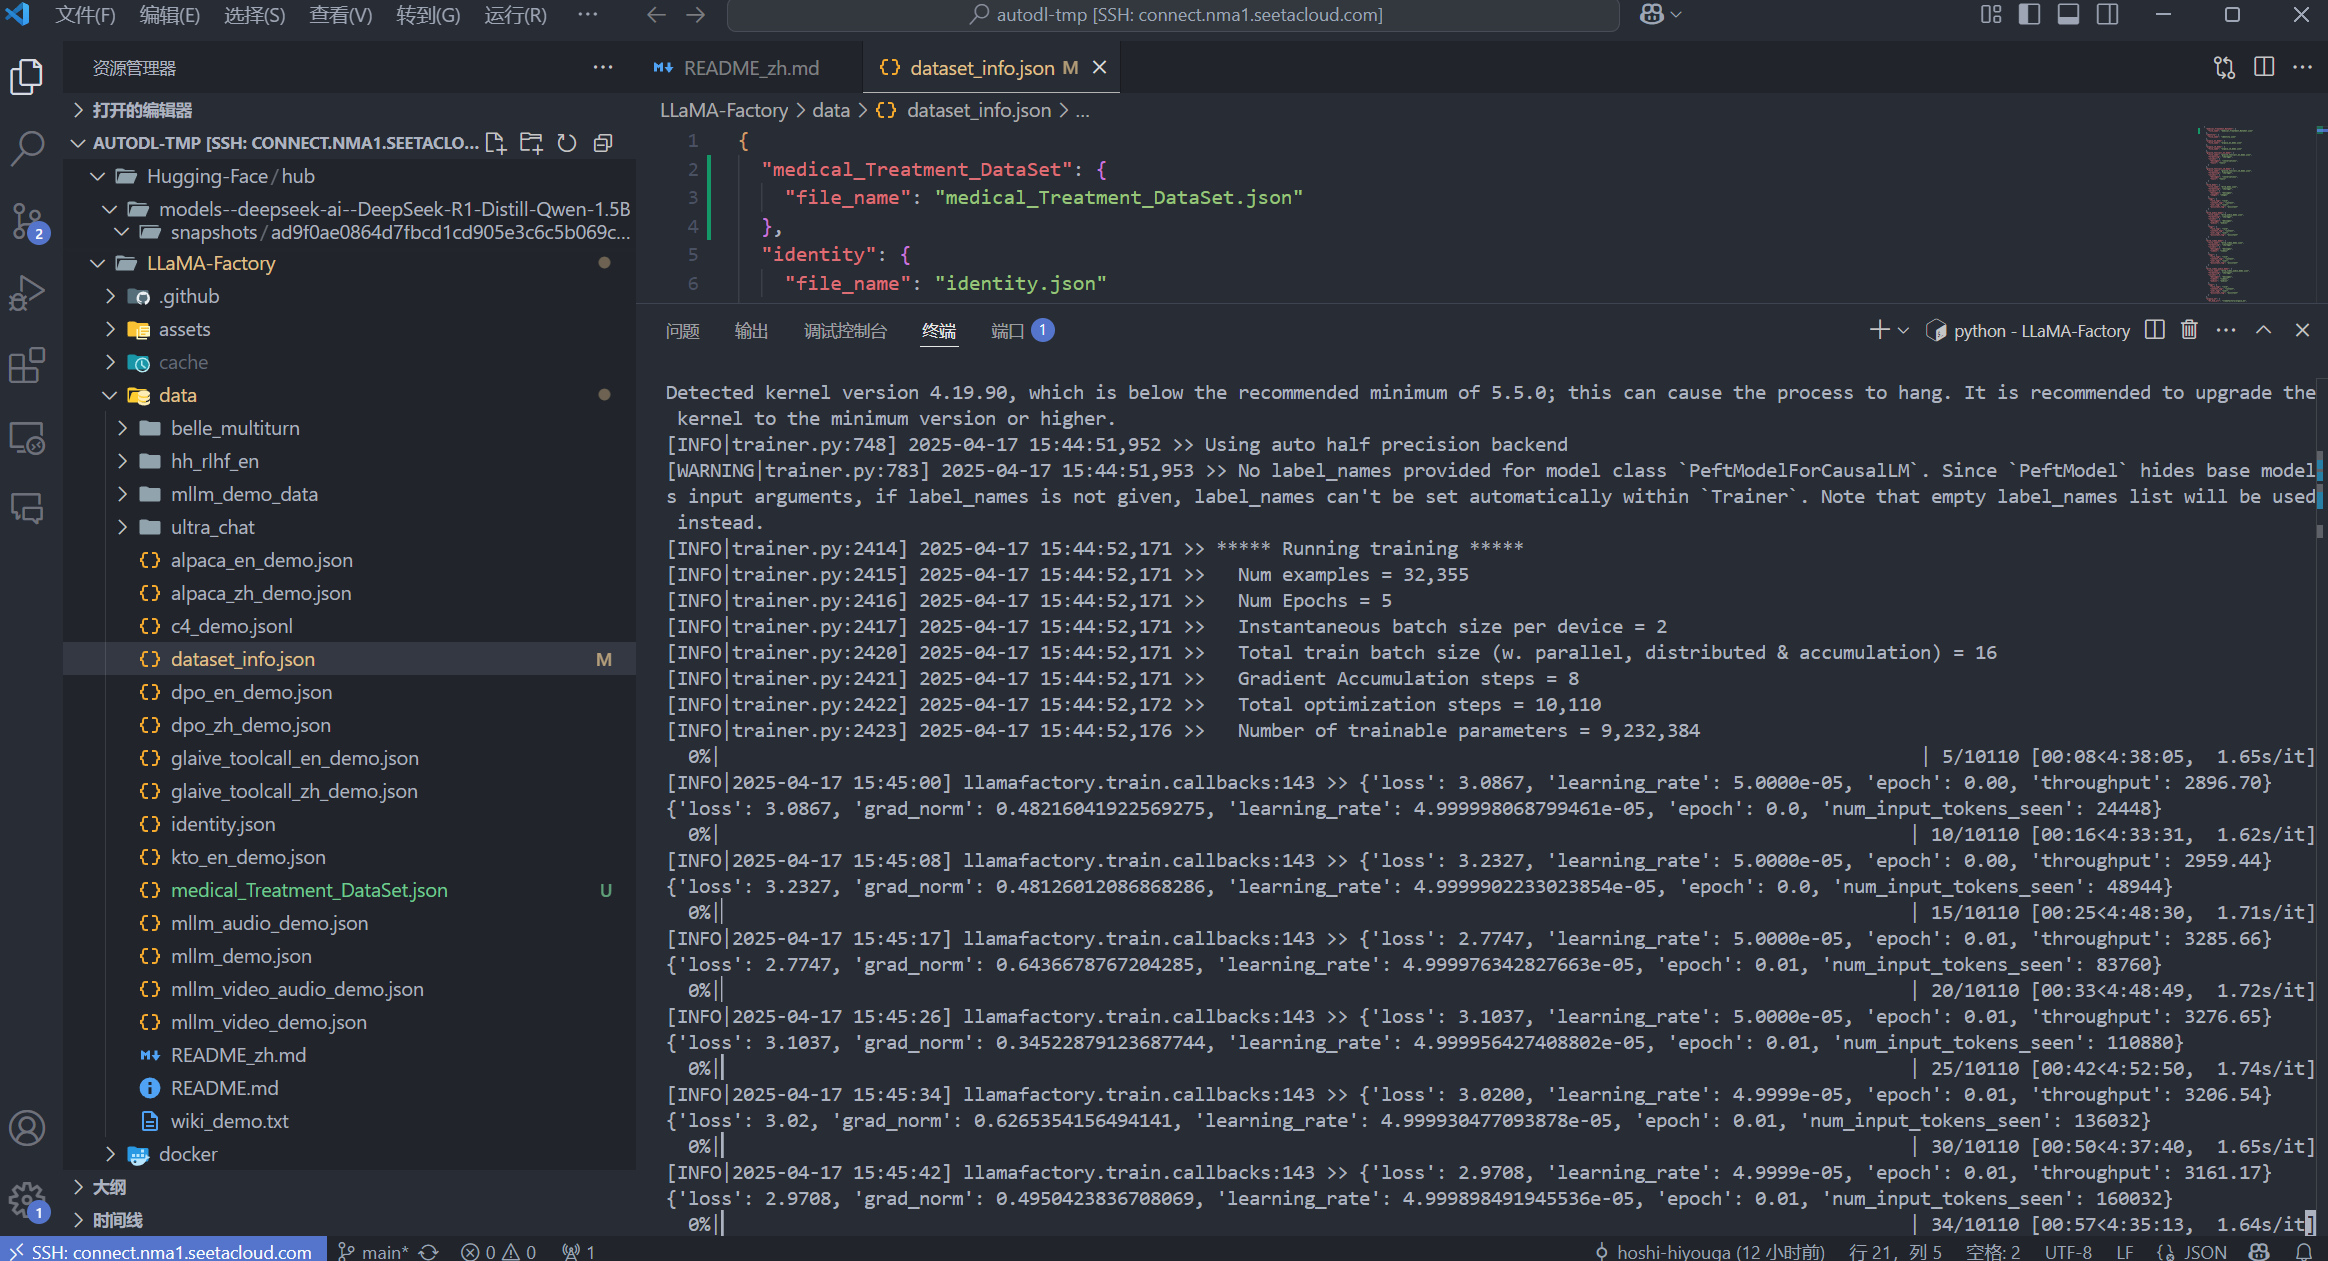 文件(F) 编辑(E) 选择(S) 查看(V) 转到(G) 运行(R) ···
autodl-tmp [SSH: connect.nma1.seetacloud.com]
资源管理器 ···
打开的编辑器
AUTODL-TMP [SSH: CONNECT.NMA1.SEETACLO...
Hugging-Face / hub
models--deepseek-ai--DeepSeek-R1-Distill-Qwen-1.5B
snapshots / ad9f0ae0864d7fbcd1cd905e3c6c5b069c...
LLaMA-Factory
.github
assets
cache
data
belle_multiturn
hh_rlhf_en
mllm_demo_data
ultra_chat
alpaca_en_demo.json
alpaca_zh_demo.json
c4_demo.jsonl
dataset_info.json M
dpo_en_demo.json
dpo_zh_demo.json
glaive_toolcall_en_demo.json
glaive_toolcall_zh_demo.json
identity.json
kto_en_demo.json
medical_Treatment_DataSet.json U
mllm_audio_demo.json
mllm_demo.json
mllm_video_audio_demo.json
mllm_video_demo.json
README_zh.md
README.md
wiki_demo.txt
docker
大纲
时间线
2
1
README_zh.md
dataset_info.json M
LLaMA-Factory > data > {} dataset_info.json > ...
1 {
2 "medical_Treatment_DataSet": {
3 "file_name": "medical_Treatment_DataSet.json"
4 },
5 "identity": {
6 "file_name": "identity.json"
问题 输出 调试控制台 终端 端口 1
python - LLaMA-Factory
Detected kernel version 4.19.90, which is below the recommended minimum of 5.5.0; this can cause the process to hang. It is recommended to upgrade the
kernel to the minimum version or higher.
[INFO|trainer.py:748] 2025-04-17 15:44:51,952 >> Using auto half precision backend
[WARNING|trainer.py:783] 2025-04-17 15:44:51,953 >> No label_names provided for model class `PeftModelForCausalLM`. Since `PeftModel` hides base model
s input arguments, if label_names is not given, label_names can't be set automatically within `Trainer`. Note that empty label_names list will be used
instead.
[INFO|trainer.py:2414] 2025-04-17 15:44:52,171 >> ***** Running training *****
[INFO|trainer.py:2415] 2025-04-17 15:44:52,171 >> Num examples = 32,355
[INFO|trainer.py:2416] 2025-04-17 15:44:52,171 >> Num Epochs = 5
[INFO|trainer.py:2417] 2025-04-17 15:44:52,171 >> Instantaneous batch size per device = 2
[INFO|trainer.py:2420] 2025-04-17 15:44:52,171 >> Total train batch size (w. parallel, distributed & accumulation) = 16
[INFO|trainer.py:2421] 2025-04-17 15:44:52,171 >> Gradient Accumulation steps = 8
[INFO|trainer.py:2422] 2025-04-17 15:44:52,172 >> Total optimization steps = 10,110
[INFO|trainer.py:2423] 2025-04-17 15:44:52,176 >> Number of trainable parameters = 9,232,384
0%| | 5/10110 [00:08<4:38:05, 1.65s/it]
[INFO|2025-04-17 15:45:00] llamafactory.train.callbacks:143 >> {'loss': 3.0867, 'learning_rate': 5.0000e-05, 'epoch': 0.00, 'throughput': 2896.70}
{'loss': 3.0867, 'grad_norm': 0.48216041922569275, 'learning_rate': 4.999998068799461e-05, 'epoch': 0.0, 'num_input_tokens_seen': 24448}
0%| | 10/10110 [00:16<4:33:31, 1.62s/it]
[INFO|2025-04-17 15:45:08] llamafactory.train.callbacks:143 >> {'loss': 3.2327, 'learning_rate': 5.0000e-05, 'epoch': 0.00, 'throughput': 2959.44}
{'loss': 3.2327, 'grad_norm': 0.48126012086868286, 'learning_rate': 4.9999902233023854e-05, 'epoch': 0.0, 'num_input_tokens_seen': 48944}
0%| | 15/10110 [00:25<4:48:30, 1.71s/it]
[INFO|2025-04-17 15:45:17] llamafactory.train.callbacks:143 >> {'loss': 2.7747, 'learning_rate': 5.0000e-05, 'epoch': 0.01, 'throughput': 3285.66}
{'loss': 2.7747, 'grad_norm': 0.6436678767204285, 'learning_rate': 4.999976342827663e-05, 'epoch': 0.01, 'num_input_tokens_seen': 83760}
0%| | 20/10110 [00:33<4:48:49, 1.72s/it]
[INFO|2025-04-17 15:45:26] llamafactory.train.callbacks:143 >> {'loss': 3.1037, 'learning_rate': 5.0000e-05, 'epoch': 0.01, 'throughput': 3276.65}
{'loss': 3.1037, 'grad_norm': 0.34522879123687744, 'learning_rate': 4.999956427408802e-05, 'epoch': 0.01, 'num_input_tokens_seen': 110880}
0%| | 25/10110 [00:42<4:52:50, 1.74s/it]
[INFO|2025-04-17 15:45:34] llamafactory.train.callbacks:143 >> {'loss': 3.0200, 'learning_rate': 4.9999e-05, 'epoch': 0.01, 'throughput': 3206.54}
{'loss': 3.02, 'grad_norm': 0.6265354156494141, 'learning_rate': 4.999930477093878e-05, 'epoch': 0.01, 'num_input_tokens_seen': 136032}
0%| | 30/10110 [00:50<4:37:40, 1.65s/it]
[INFO|2025-04-17 15:45:42] llamafactory.train.callbacks:143 >> {'loss': 2.9708, 'learning_rate': 4.9999e-05, 'epoch': 0.01, 'throughput': 3161.17}
{'loss': 2.9708, 'grad_norm': 0.4950423836708069, 'learning_rate': 4.999898491945536e-05, 'epoch': 0.01, 'num_input_tokens_seen': 160032}
0%| | 34/10110 [00:57<4:35:13, 1.64s/it]
SSH: connect.nma1.seetacloud.com main* 0 0 1 hoshi-hiyouga (12 小时前) 行 21，列 5 空格: 2 UTF-8 LF JSON